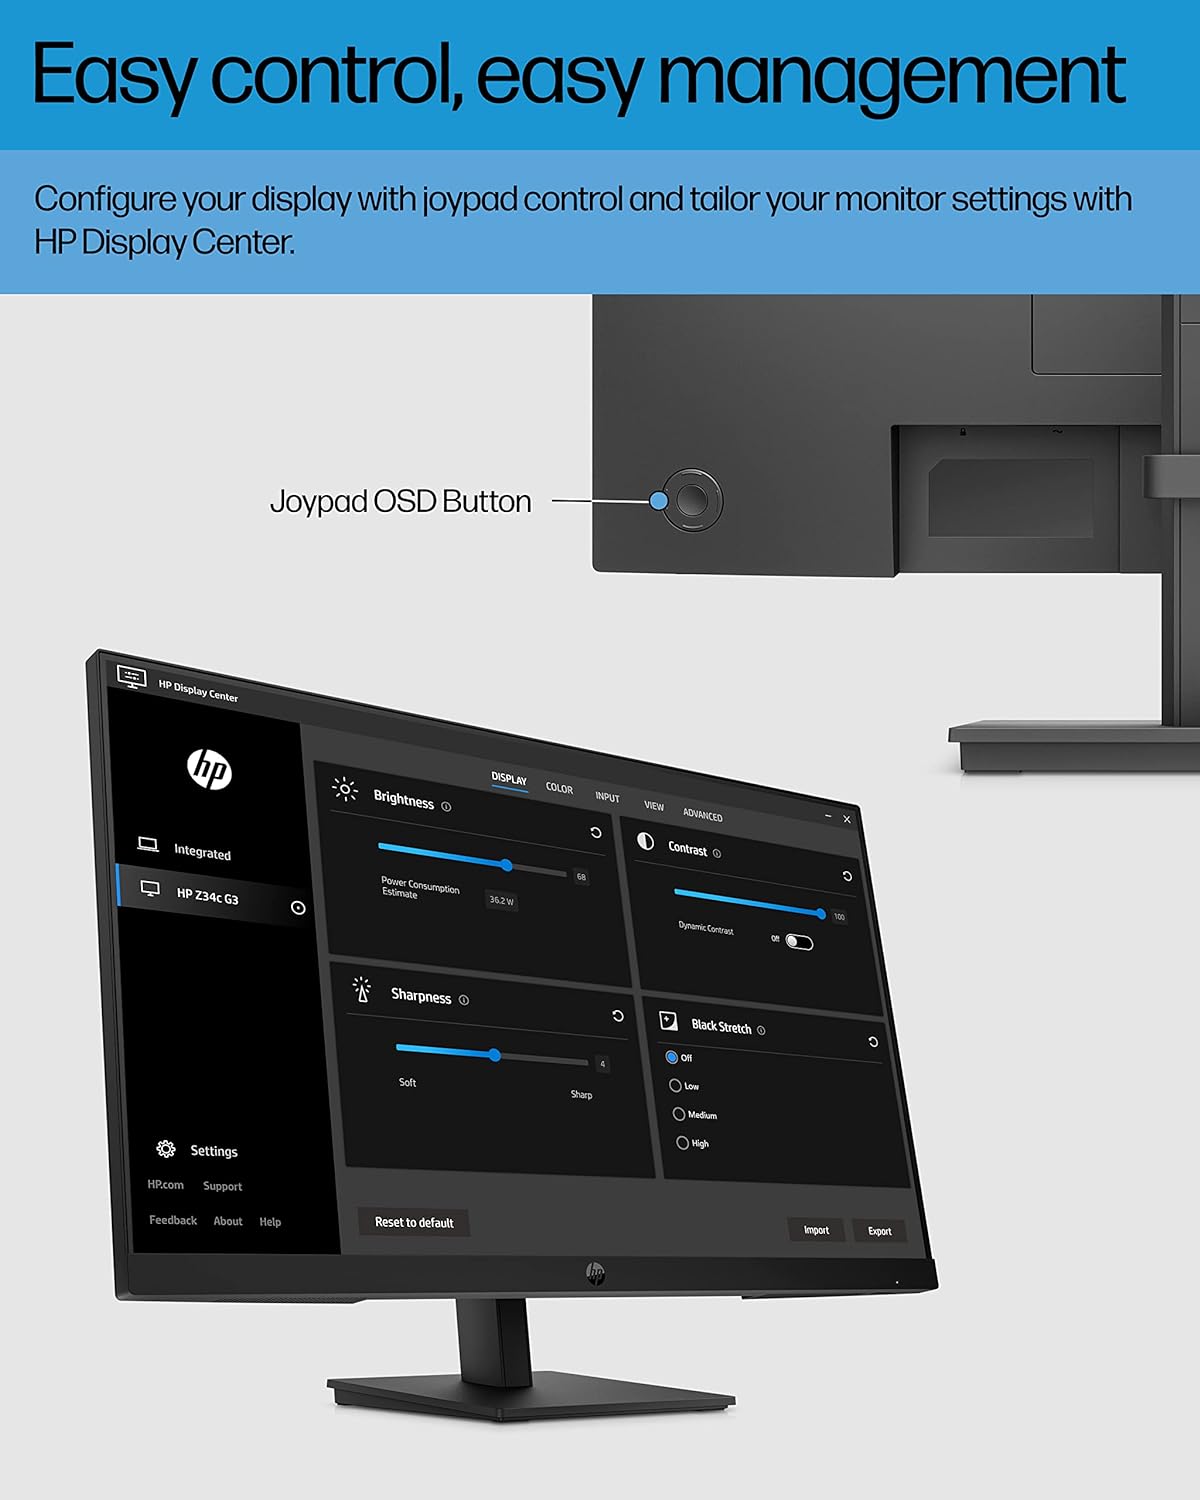 Easy control, easy management
Configure your display with joypad control and tailor your monitor settings with
HP Display Center.
Joypad OSD Button
HP Display Center
hp
Integrated
HP Z34c G3
Settings
HP.com Support
Feedback About Help
DISPLAY COLOR INPUT VIEW ADVANCED
Brightness
68
Power Consumption
Estimate
36.2 W
Contrast
100
Dynamic Contrast Off
Sharpness
4
Soft Sharp
Black Stretch
Off
Low
Medium
High
Reset to default
Import Export
hp